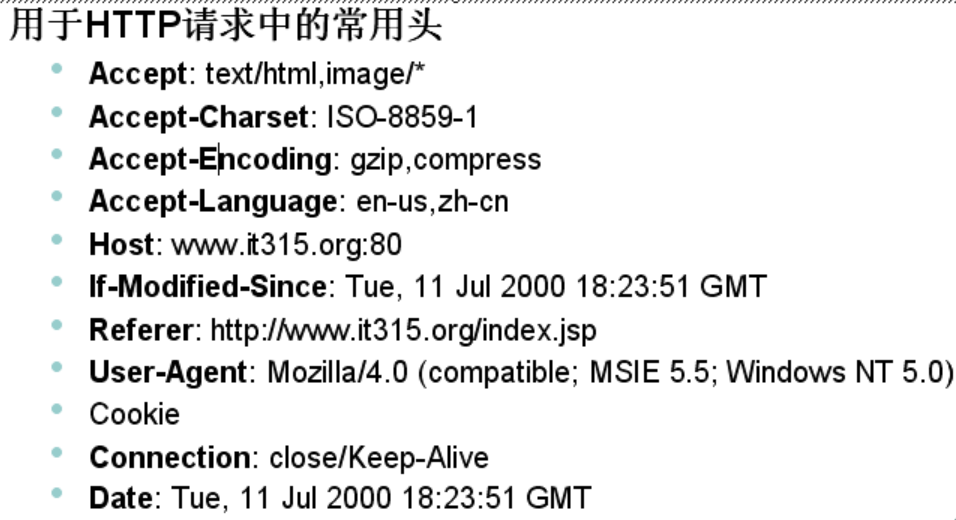 用于HTTP请求中的常用头
Accept: text/html,image/*
Accept-Charset: ISO-8859-1
Accept-Encoding: gzip,compress
Accept-Language: en-us,zh-cn
Host: www.it315.org:80
If-Modified-Since: Tue, 11 Jul 2000 18:23:51 GMT
Referer: http://www.it315.org/index.jsp
User-Agent: Mozilla/4.0 (compatible; MSIE 5.5; Windows NT 5.0)
Cookie
Connection: close/Keep-Alive
Date: Tue, 11 Jul 2000 18:23:51 GMT